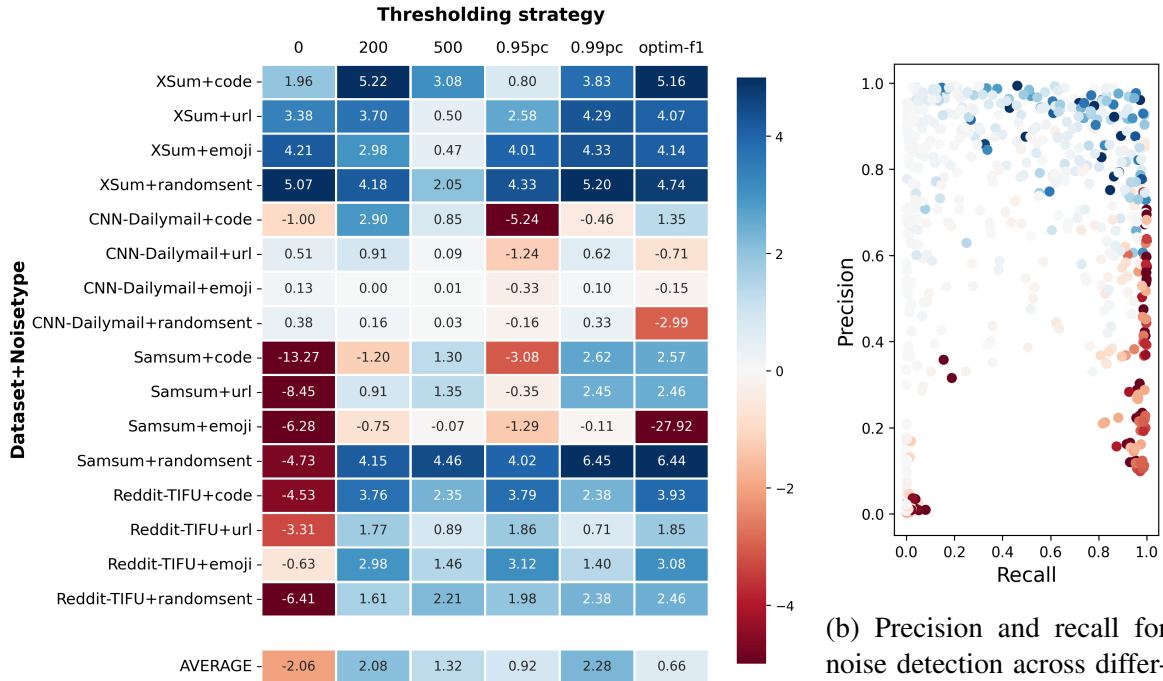 Thresholding strategy
0 200 500 0.95pc 0.99pc optim-f1
Dataset+Noisetype
XSum+code 1.96 5.22 3.08 0.80 3.83 5.16
XSum+url 3.38 3.70 0.50 2.58 4.29 4.07
XSum+emoji 4.21 2.98 0.47 4.01 4.33 4.14
XSum+randomsent 5.07 4.18 2.05 4.33 5.20 4.74
CNN-Dailymail+code -1.00 2.90 0.85 -5.24 -0.46 1.35
CNN-Dailymail+url 0.51 0.91 0.09 -1.24 0.62 -0.71
CNN-Dailymail+emoji 0.13 0.00 0.01 -0.33 0.10 -0.15
CNN-Dailymail+randomsent 0.38 0.16 0.03 -0.16 0.33 -2.99
Samsum+code -13.27 -1.20 1.30 -3.08 2.62 2.57
Samsum+url -8.45 0.91 1.35 -0.35 2.45 2.46
Samsum+emoji -6.28 -0.75 -0.07 -1.29 -0.11 -27.92
Samsum+randomsent -4.73 4.15 4.46 4.02 6.45 6.44
Reddit-TIFU+code -4.53 3.76 2.35 3.79 2.38 3.93
Reddit-TIFU+url -3.31 1.77 0.89 1.86 0.71 1.85
Reddit-TIFU+emoji -0.63 2.98 1.46 3.12 1.40 3.08
Reddit-TIFU+randomsent -6.41 1.61 2.21 1.98 2.38 2.46
AVERAGE -2.06 2.08 1.32 0.92 2.28 0.66
4
2
0
−2
−4
Precision
1.0
0.8
0.6
0.4
0.2
0.0
0.0 0.2 0.4 0.6 0.8 1.0
Recall
(b) Precision and recall for
noise detection across differ-